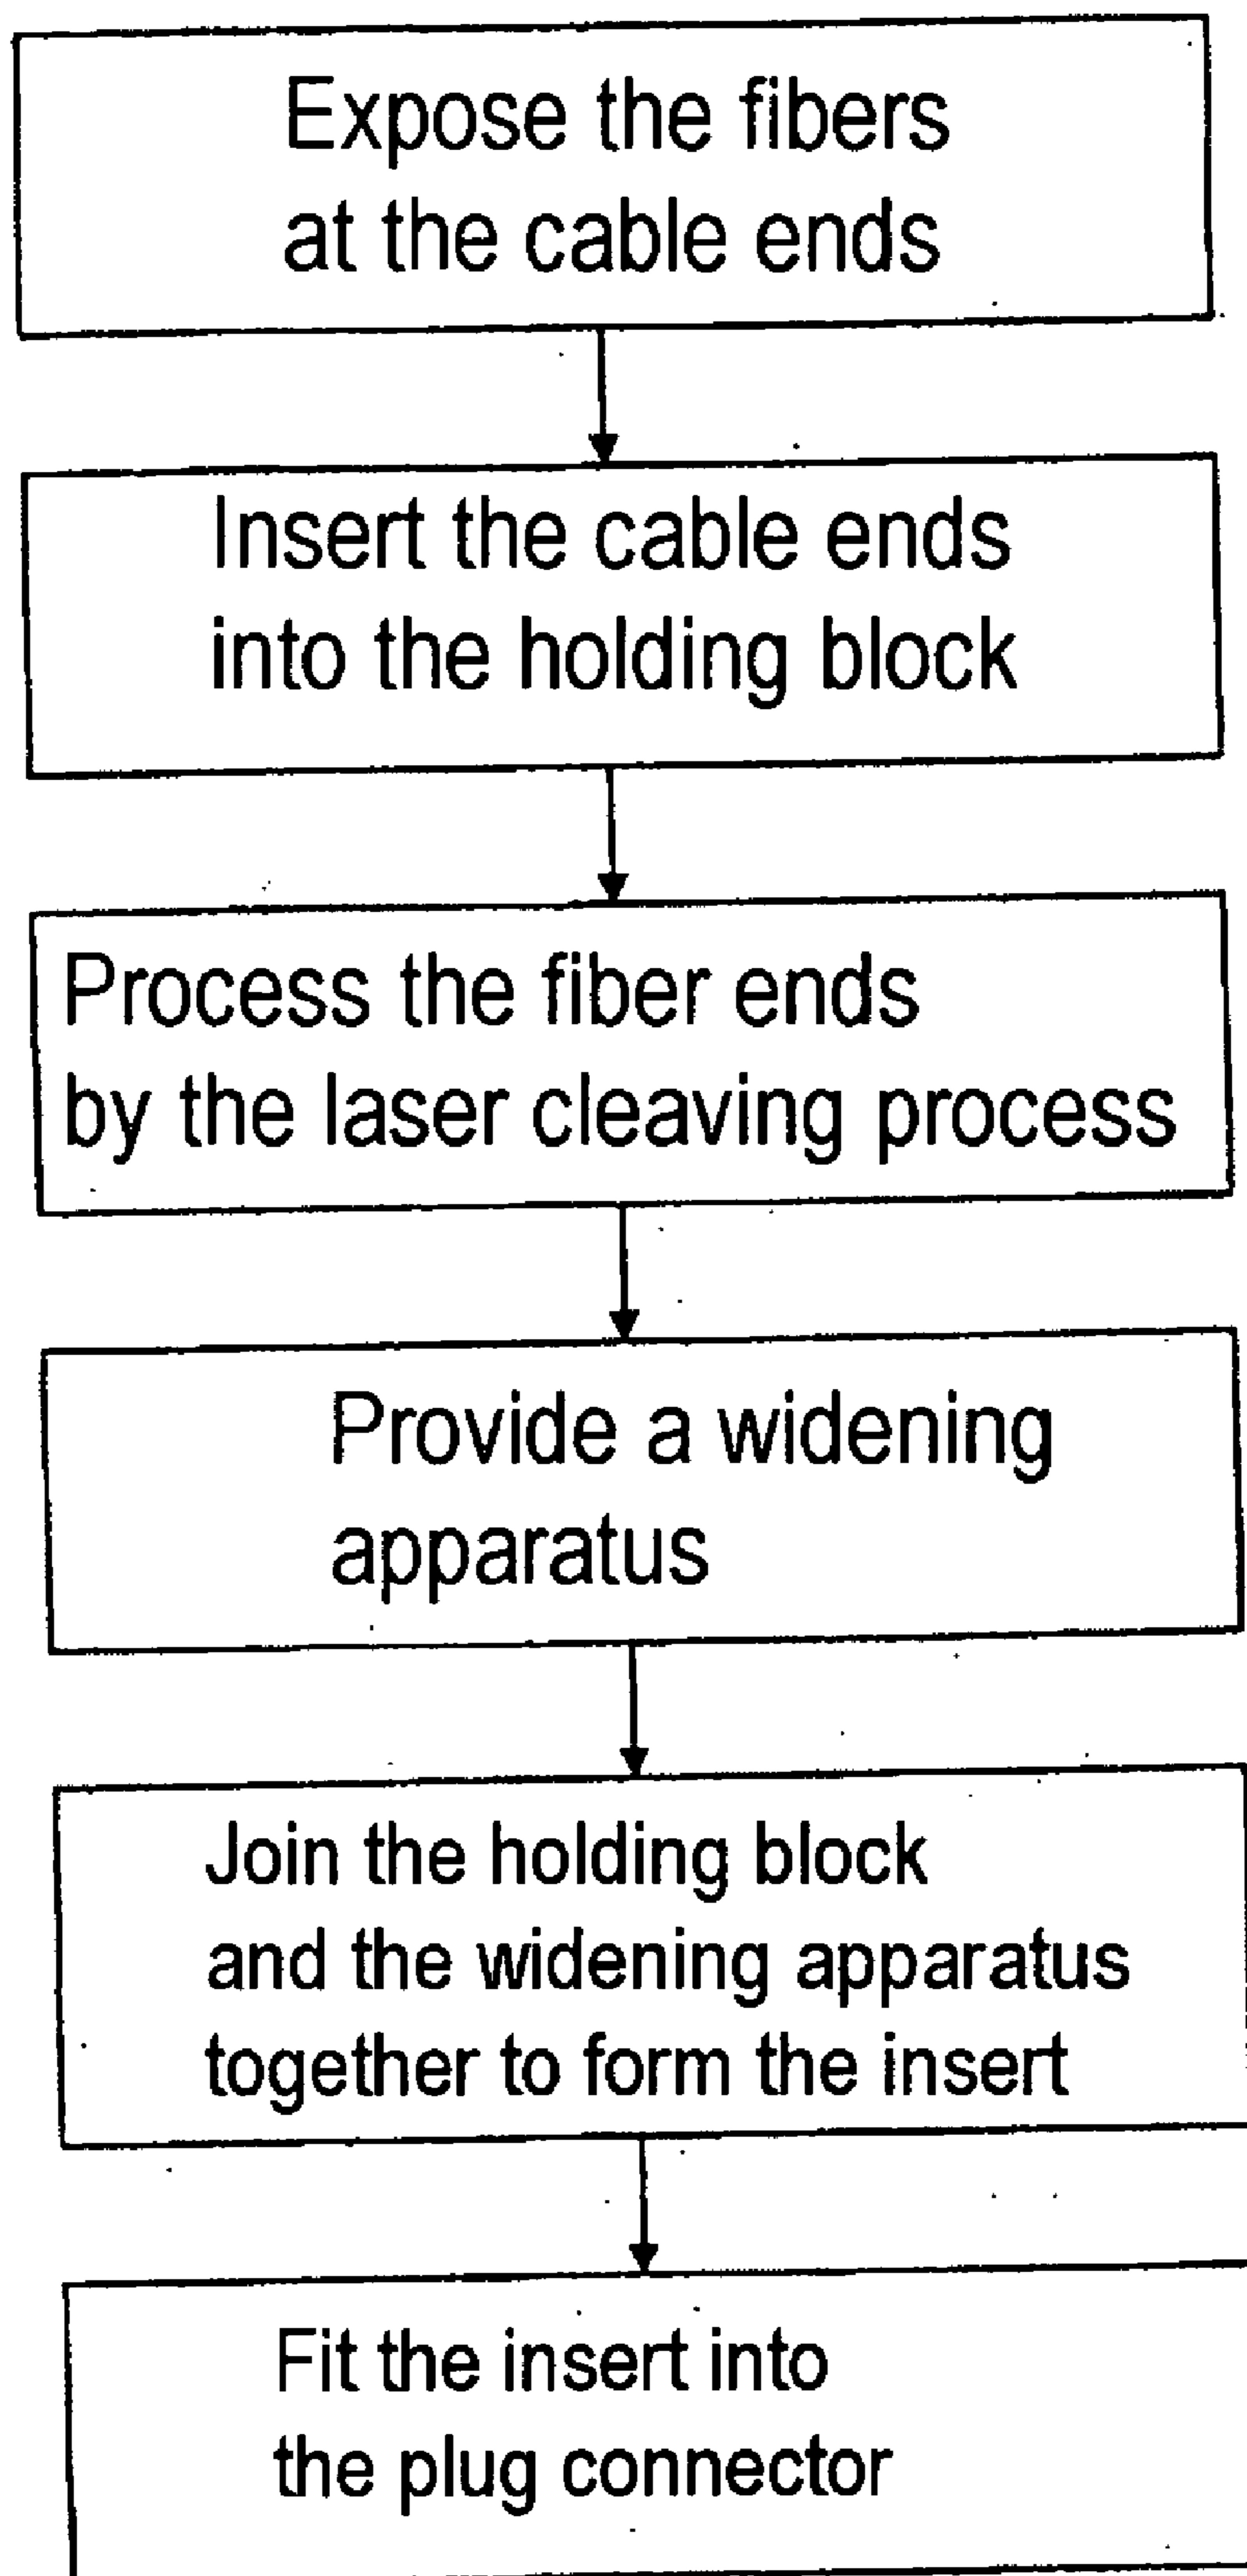 Expose the fibers
at the cable ends
Insert the cable ends
into the holding block
Process the fiber ends
by the laser cleaving process
Provide a widening
apparatus
Join the holding block
and the widening apparatus
together to form the insert
Fit the insert into
the plug connector